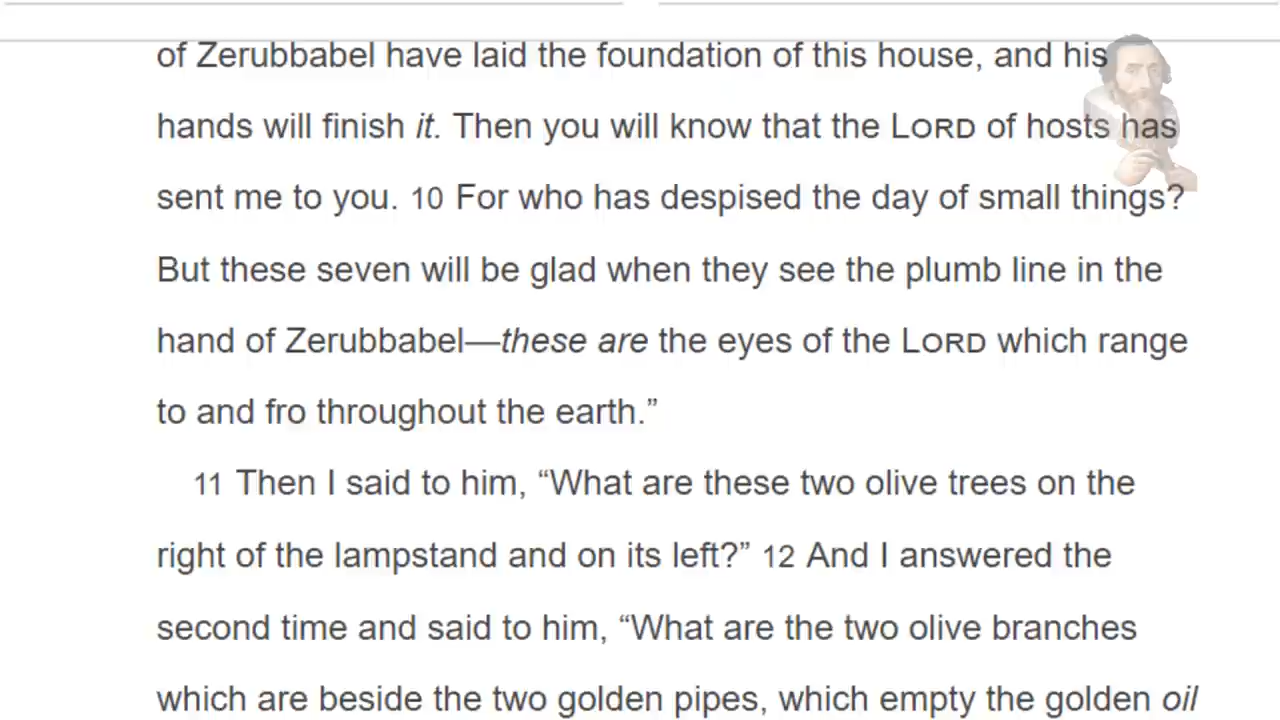 of Zerubbabel have laid the foundation of this house, and his
hands will finish it. Then you will know that the LORD of hosts has
sent me to you. 10 For who has despised the day of small things?
But these seven will be glad when they see the plumb line in the
hand of Zerubbabel—these are the eyes of the LORD which range
to and fro throughout the earth.”
11 Then I said to him, “What are these two olive trees on the
right of the lampstand and on its left?” 12 And I answered the
second time and said to him, “What are the two olive branches
which are beside the two golden pipes, which empty the golden oil